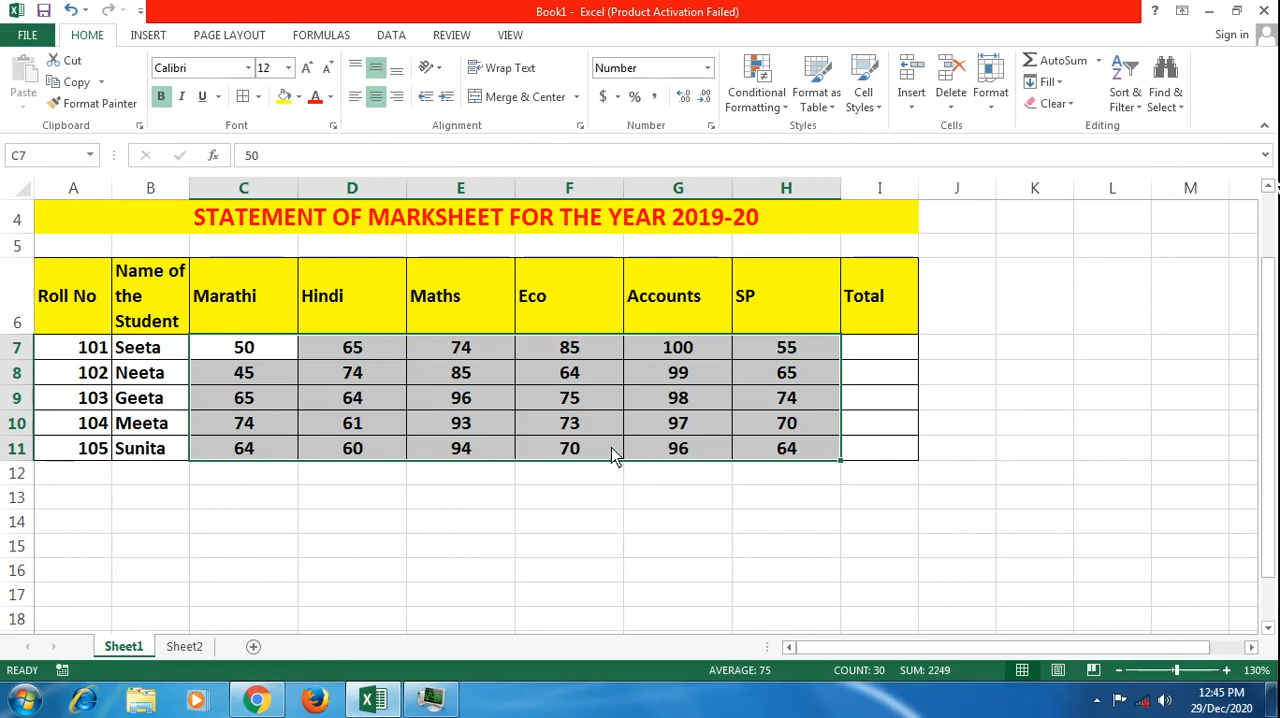 Book1 - Excel (Product Activation Failed)
FILE HOME INSERT PAGE LAYOUT FORMULAS DATA REVIEW VIEW Sign in
Paste Cut Copy Format Painter
Calibri 12 B I U A
Wrap Text Merge & Center
Number $ % ,
Conditional Formatting Format as Table Cell Styles
Insert Delete Format
AutoSum Fill Clear Sort & Filter Find & Select
Clipboard Font Alignment Number Styles Cells Editing
C7 fx 50
A B C D E F G H I J K L M
4 STATEMENT OF MARKSHEET FOR THE YEAR 2019-20
5
6 Roll No Name of the Student Marathi Hindi Maths Eco Accounts SP Total
7 101 Seeta 50 65 74 85 100 55
8 102 Neeta 45 74 85 64 99 65
9 103 Geeta 65 64 96 75 98 74
10 104 Meeta 74 61 93 73 97 70
11 105 Sunita 64 60 94 70 96 64
12
13
14
15
16
17
18
Sheet1 Sheet2
READY AVERAGE: 75 COUNT: 30 SUM: 2249 130%
12:45 PM
29/Dec/2020